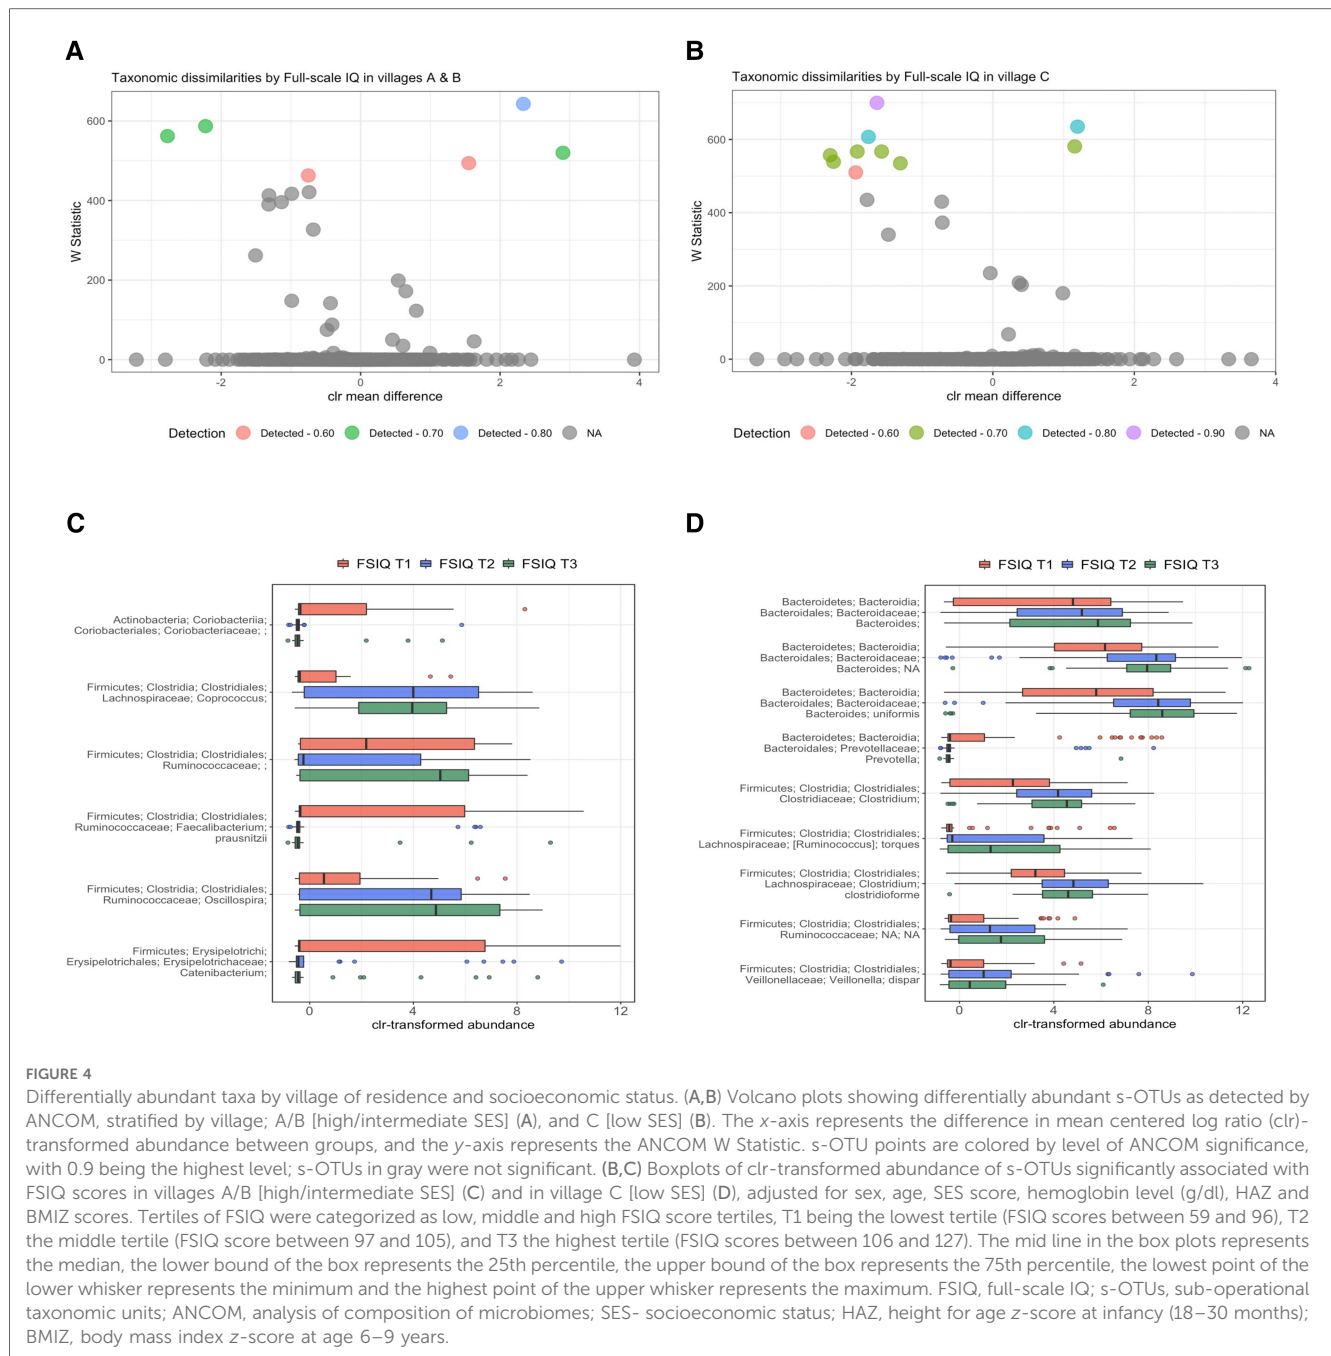 A
Taxonomic dissimilarities by Full-scale IQ in villages A & B
W Statistic
600
400
200
0
-2
0
2
4
clr mean difference
Detection Detected - 0.60 Detected - 0.70 Detected - 0.80 NA
B
Taxonomic dissimilarities by Full-scale IQ in village C
W Statistic
600
400
200
0
-2
0
2
4
clr mean difference
Detection Detected - 0.60 Detected - 0.70 Detected - 0.80 Detected - 0.90 NA
C
FSIQ T1 FSIQ T2 FSIQ T3
Actinobacteria; Coriobacteriia;
Coriobacteriales; Coriobacteriaceae; ;
Firmicutes; Clostridia; Clostridiales;
Lachnospiraceae; Coprococcus;
Firmicutes; Clostridia; Clostridiales;
Ruminococcaceae; ;
Firmicutes; Clostridia; Clostridiales;
Ruminococcaceae; Faecalibacterium;
prausnitzii
Firmicutes; Clostridia; Clostridiales;
Ruminococcaceae; Oscillospira;
Firmicutes; Erysipelotrichi;
Erysipelotrichales; Erysipelotrichaceae;
Catenibacterium;
0
4
8
12
clr-transformed abundance
D
FSIQ T1 FSIQ T2 FSIQ T3
Bacteroidetes; Bacteroidia;
Bacteroidales; Bacteroidaceae;
Bacteroides;
Bacteroidetes; Bacteroidia;
Bacteroidales; Bacteroidaceae;
Bacteroides; NA
Bacteroidetes; Bacteroidia;
Bacteroidales; Bacteroidaceae;
Bacteroides; uniformis
Bacteroidetes; Bacteroidia;
Bacteroidales; Prevotellaceae;
Prevotella;
Firmicutes; Clostridia; Clostridiales;
Clostridiaceae; Clostridium;
Firmicutes; Clostridia; Clostridiales;
Lachnospiraceae; [Ruminococcus]; torques
Firmicutes; Clostridia; Clostridiales;
Lachnospiraceae; Clostridium;
clostridioforme
Firmicutes; Clostridia; Clostridiales;
Ruminococcaceae; NA; NA
Firmicutes; Clostridia; Clostridiales;
Veillonellaceae; Veillonella; dispar
0
4
8
12
clr-transformed abundance
FIGURE 4
Differentially abundant taxa by village of residence and socioeconomic status. (A,B) Volcano plots showing differentially abundant s-OTUs as detected by
ANCOM, stratified by village; A/B [high/intermediate SES] (A), and C [low SES] (B). The x-axis represents the difference in mean centered log ratio (clr)-
transformed abundance between groups, and the y-axis represents the ANCOM W Statistic. s-OTU points are colored by level of ANCOM significance,
with 0.9 being the highest level; s-OTUs in gray were not significant. (B,C) Boxplots of clr-transformed abundance of s-OTUs significantly associated with
FSIQ scores in villages A/B [high/intermediate SES] (C) and in village C [low SES] (D), adjusted for sex, age, SES score, hemoglobin level (g/dl), HAZ and
BMIZ scores. Tertiles of FSIQ were categorized as low, middle and high FSIQ score tertiles, T1 being the lowest tertile (FSIQ scores between 59 and 96), T2
the middle tertile (FSIQ score between 97 and 105), and T3 the highest tertile (FSIQ scores between 106 and 127). The mid line in the box plots represents
the median, the lower bound of the box represents the 25th percentile, the upper bound of the box represents the 75th percentile, the lowest point of the
lower whisker represents the minimum and the highest point of the upper whisker represents the maximum. FSIQ, full-scale IQ; s-OTUs, sub-operational
taxonomic units; ANCOM, analysis of composition of microbiomes; SES- socioeconomic status; HAZ, height for age z-score at infancy (18–30 months);
BMIZ, body mass index z-score at age 6–9 years.